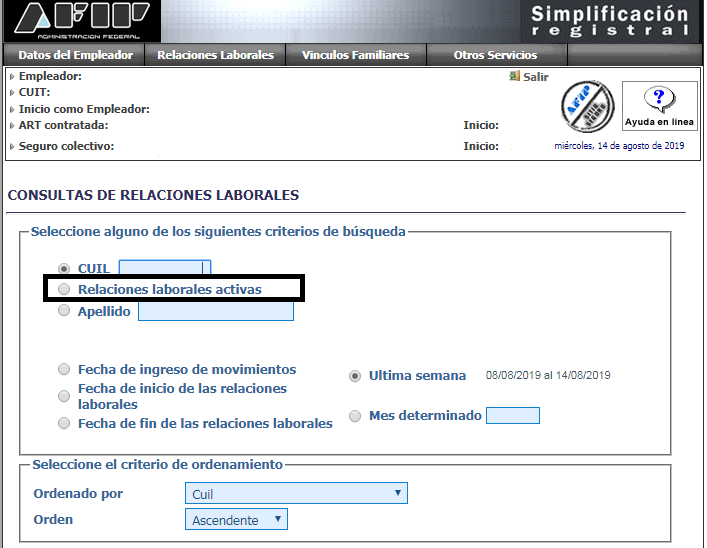 AFIP
ADMINISTRACION FEDERAL
Simplificación
registral
Datos del Empleador Relaciones Laborales Vínculos Familiares Otros Servicios
Empleador: Salir
CUIT:
Inicio como Empleador:
ART contratada: Inicio:
Seguro colectivo: Inicio:
AFIP
?
Ayuda en línea
miércoles, 14 de agosto de 2019
CONSULTAS DE RELACIONES LABORALES
Seleccione alguno de los siguientes criterios de búsqueda
CUIL
Relaciones laborales activas
Apellido
Fecha de ingreso de movimientos
Fecha de inicio de las relaciones
laborales
Fecha de fin de las relaciones laborales
Ultima semana 08/08/2019 al 14/08/2019
Mes determinado
Seleccione el criterio de ordenamiento
Ordenado por Cuil
Orden Ascendente